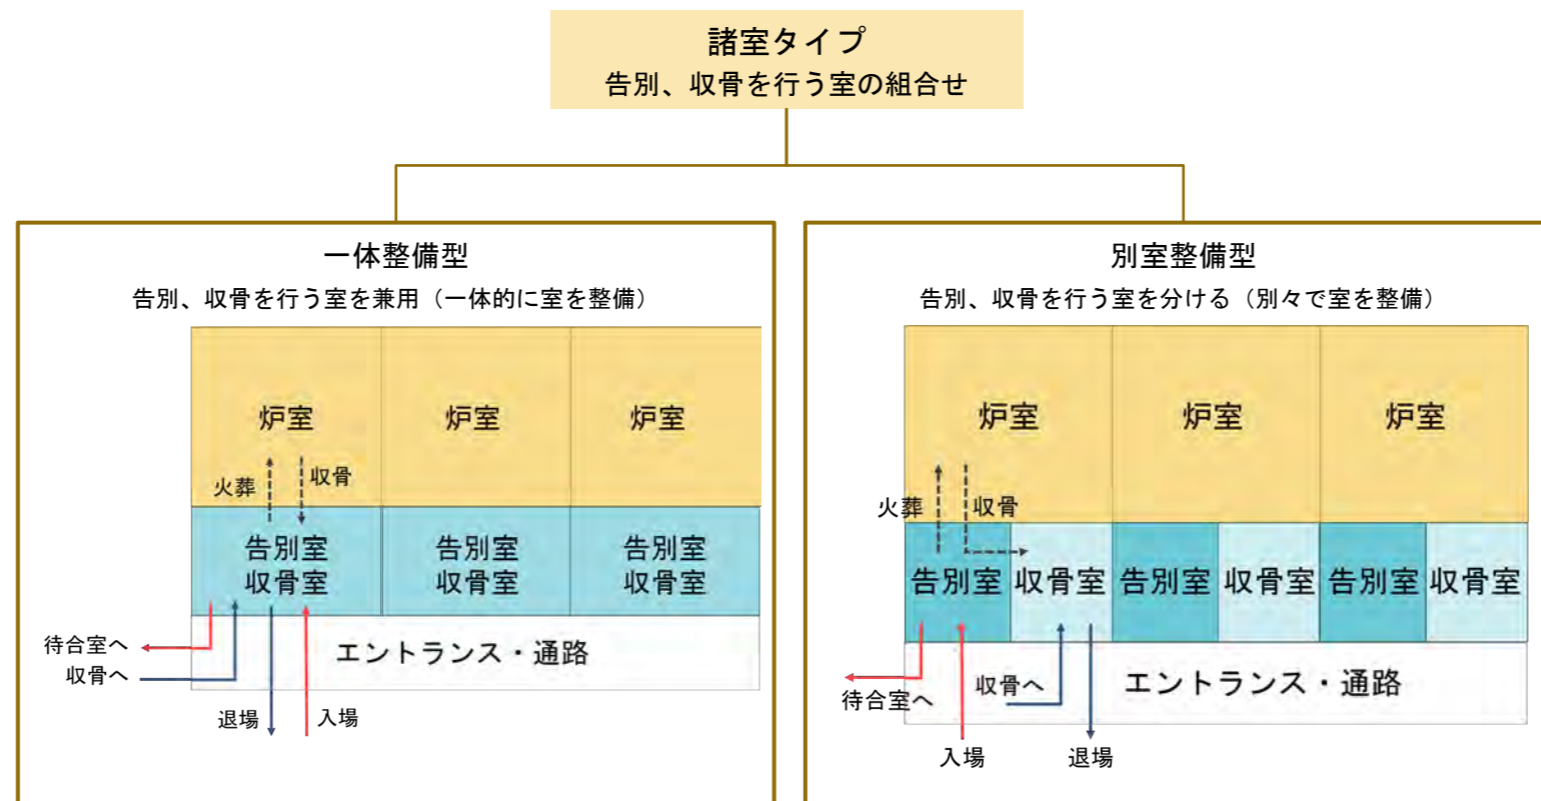 諸室タイプ
告別、収骨を行う室の組合せ
一体整備型
告別、収骨を行う室を兼用（一体的に室を整備）
炉室
炉室
炉室
火葬
収骨
告別室
収骨室
告別室
収骨室
告別室
収骨室
エントランス・通路
待合室へ
収骨へ
退場
入場
別室整備型
告別、収骨を行う室を分ける（別々で室を整備）
炉室
炉室
炉室
火葬
収骨
告別室
収骨室
告別室
収骨室
告別室
収骨室
エントランス・通路
待合室へ
収骨へ
入場
退場